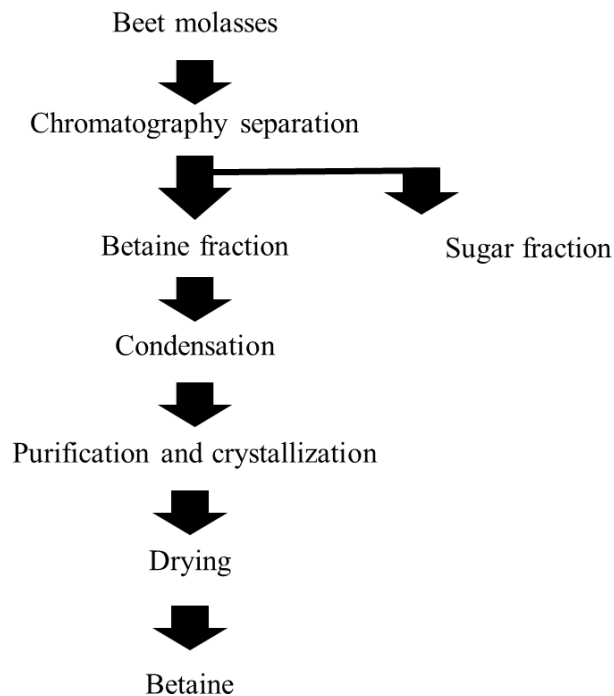 Beet molasses
Chromatography separation
Betaine fraction
Sugar fraction
Condensation
Purification and crystallization
Drying
Betaine